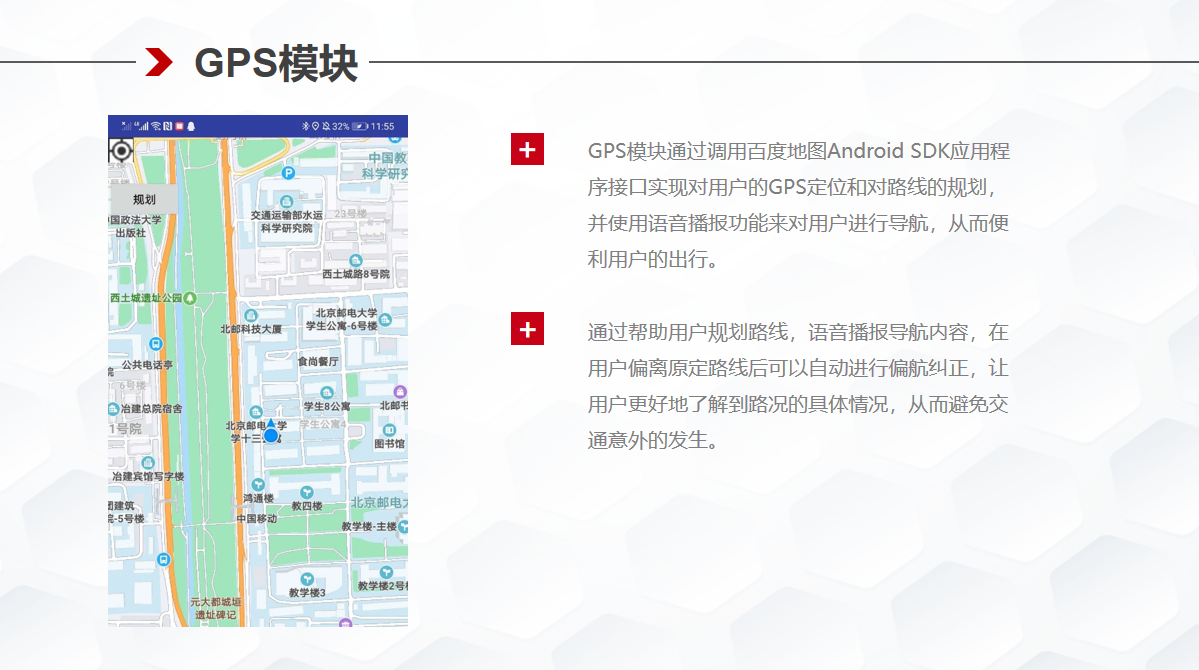 GPS模块
32% 11:55
中国教
科学研究
P
规划
交通运输部水运
科学研究院
23号楼
国政法大学
出版社
西土城路8号院
西土城遗址公园
北京邮电大学
学生公寓-6号楼
北邮科技大厦
公共电话亭
食尚餐厅
院
6号楼
冶建总院宿舍
1号院
学生8公寓
北邮书
北京邮电大学
学十三公寓
学生公寓4
图书馆
冶建宾馆写字楼
鸿通楼
教四楼
北京邮电大
团建筑
院-5号楼
中国移动
教学楼-主楼
教学楼3
教学楼2号楼
元大都城垣
遗址碑记
GPS模块通过调用百度地图Android SDK应用程
序接口实现对用户的GPS定位和对路线的规划，
并使用语音播报功能来对用户进行导航，从而便
利用户的出行。
通过帮助用户规划路线，语音播报导航内容，在
用户偏离原定路线后可以自动进行偏航纠正，让
用户更好地了解到路况的具体情况，从而避免交
通意外的发生。